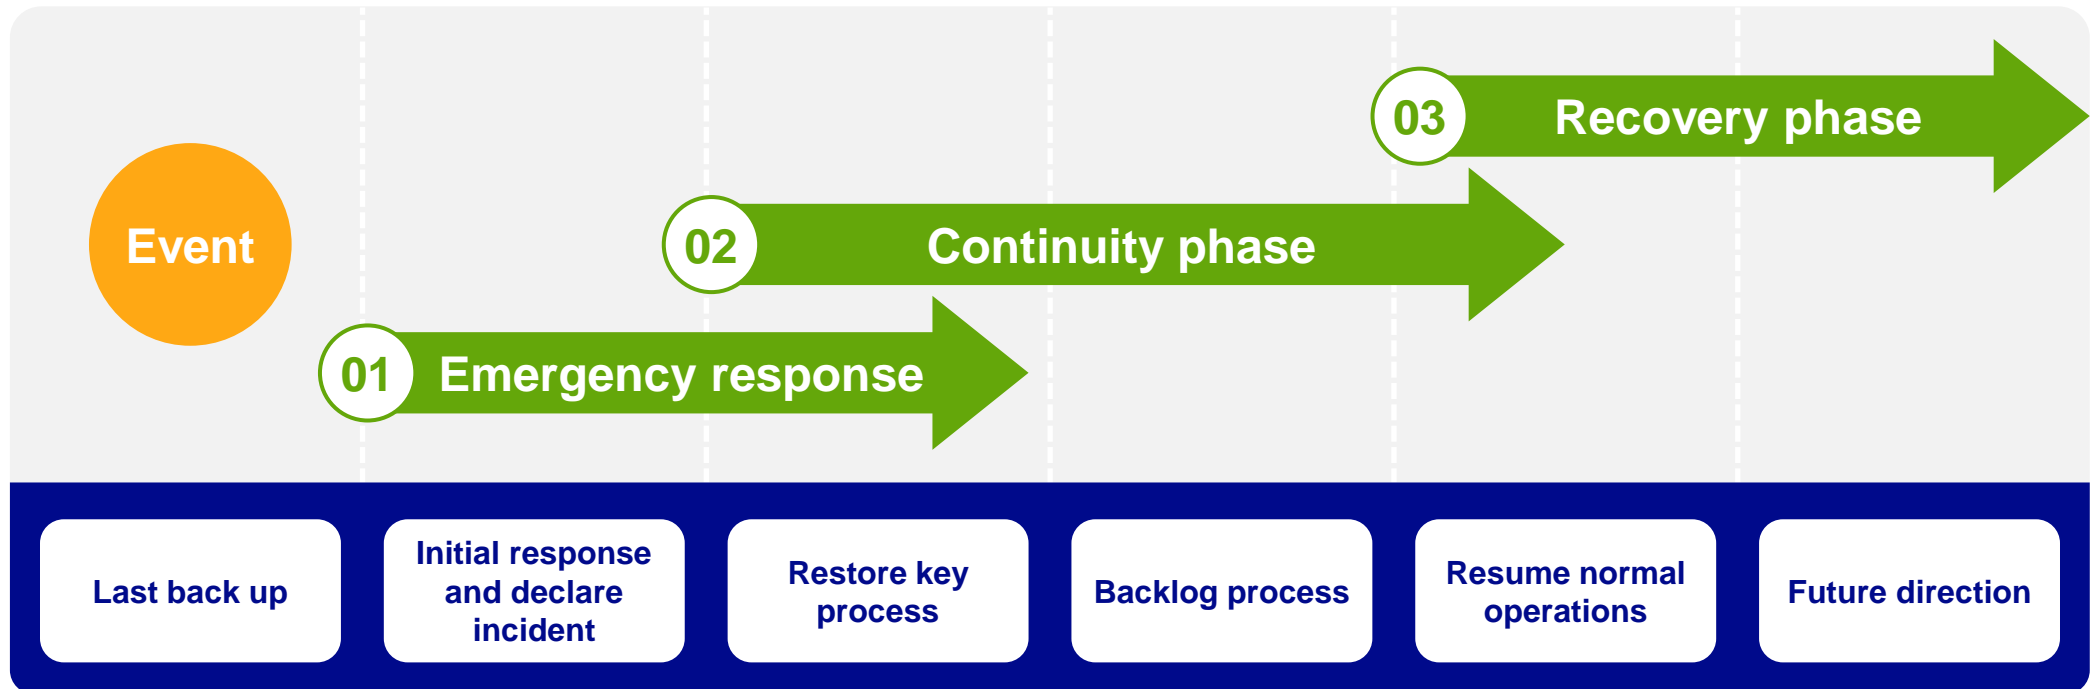 03
Recovery phase
Event
02
Continuity phase
01
Emergency response
Last back up
Initial response
and declare
incident
Restore key
process
Backlog process
Resume normal
operations
Future direction